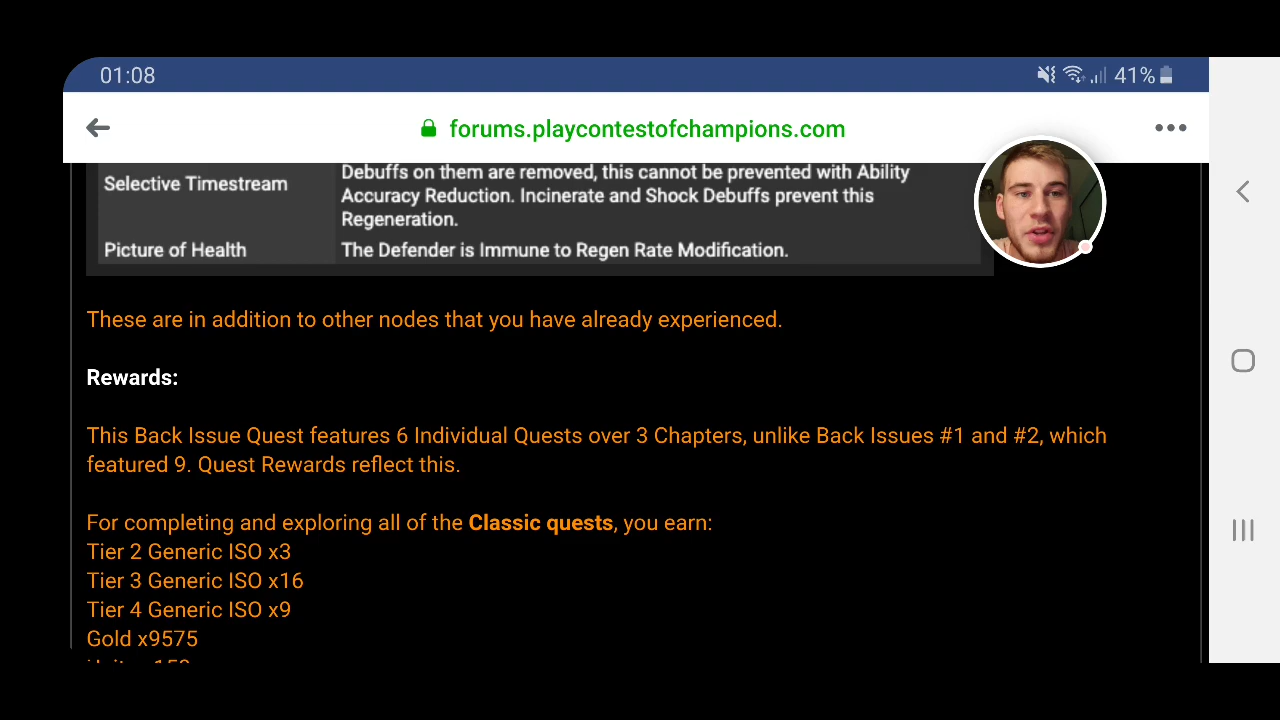 01:08
41%
forums.playcontestofchampions.com
Debuffs on them are removed, this cannot be prevented with Ability
Selective Timestream
Accuracy Reduction. Incinerate and Shock Debuffs prevent this
Regeneration.
Picture of Health The Defender is Immune to Regen Rate Modification.
These are in addition to other nodes that you have already experienced.
Rewards:
This Back Issue Quest features 6 Individual Quests over 3 Chapters, unlike Back Issues #1 and #2, which
featured 9. Quest Rewards reflect this.
For completing and exploring all of the Classic quests, you earn:
Tier 2 Generic ISO x3
Tier 3 Generic ISO x16
Tier 4 Generic ISO x9
Gold x9575